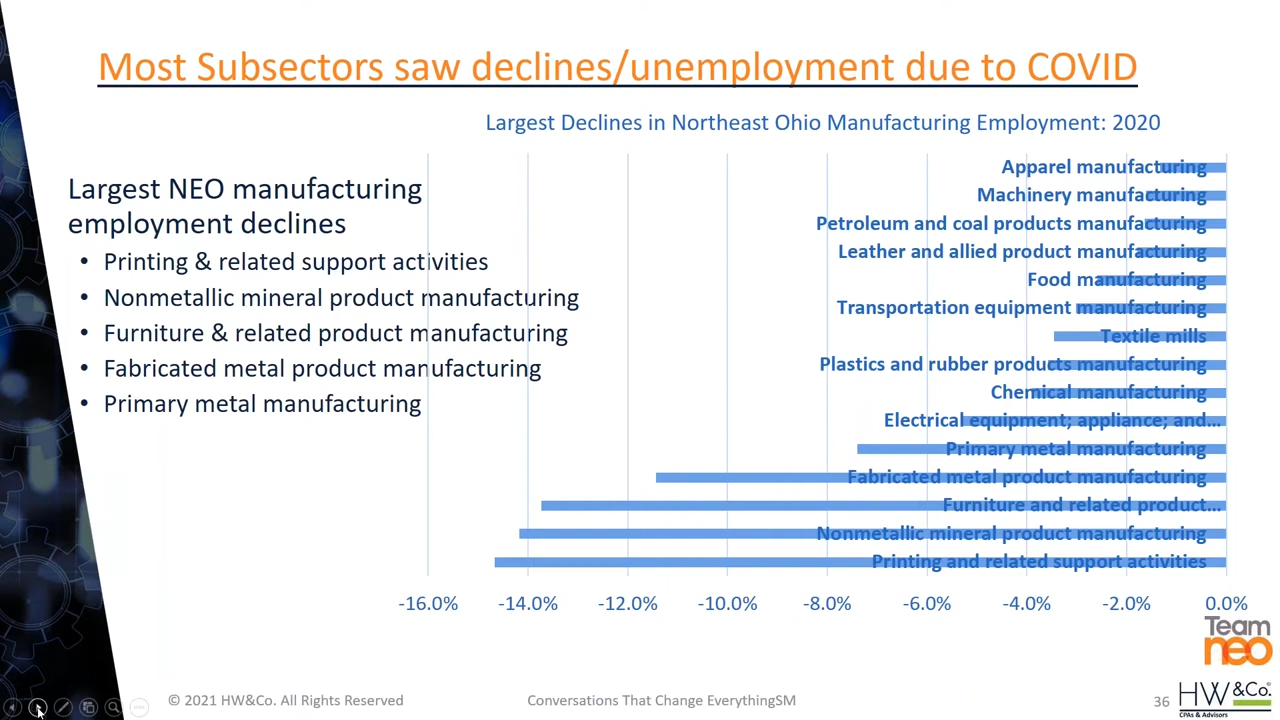 Most Subsectors saw declines/unemployment due to COVID
Largest Declines in Northeast Ohio Manufacturing Employment: 2020
Largest NEO manufacturing
employment declines
• Printing & related support activities
• Nonmetallic mineral product manufacturing
• Furniture & related product manufacturing
• Fabricated metal product manufacturing
• Primary metal manufacturing
Apparel manufacturing
Machinery manufacturing
Petroleum and coal products manufacturing
Leather and allied product manufacturing
Food manufacturing
Transportation equipment manufacturing
Textile mills
Plastics and rubber products manufacturing
Chemical manufacturing
Electrical equipment; appliance; and...
Primary metal manufacturing
Fabricated metal product manufacturing
Furniture and related product...
Nonmetallic mineral product manufacturing
Printing and related support activities
-16.0% -14.0% -12.0% -10.0% -8.0% -6.0% -4.0% -2.0% 0.0%
Team
neo
© 2021 HW&Co. All Rights Reserved
Conversations That Change EverythingSM
36
HW &Co.®
CPAs & Advisors